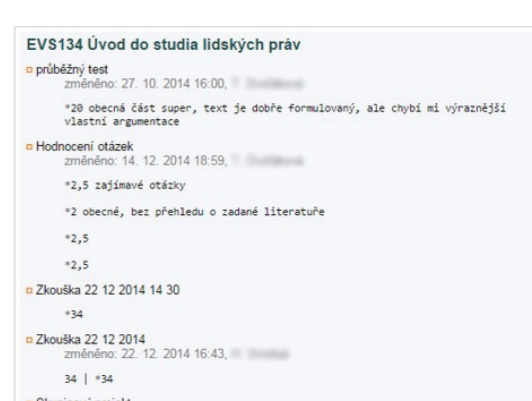 EVS134 Úvod do studia lidských práv
průběžný test
změněno: 27. 10. 2014 16:00,
*20 obecná část super, text je dobře formulovaný, ale chybí mi výraznější
vlastní argumentace
Hodnocení otázek
změněno: 14. 12. 2014 18:59,
*2,5 zajímavé otázky
*2 obecné, bez přehledu o zadané literatuře
*2,5
*2,5
Zkouška 22 12 2014 14 30
*34
Zkouška 22 12 2014
změněno: 22. 12. 2014 16:43,
34 | *34